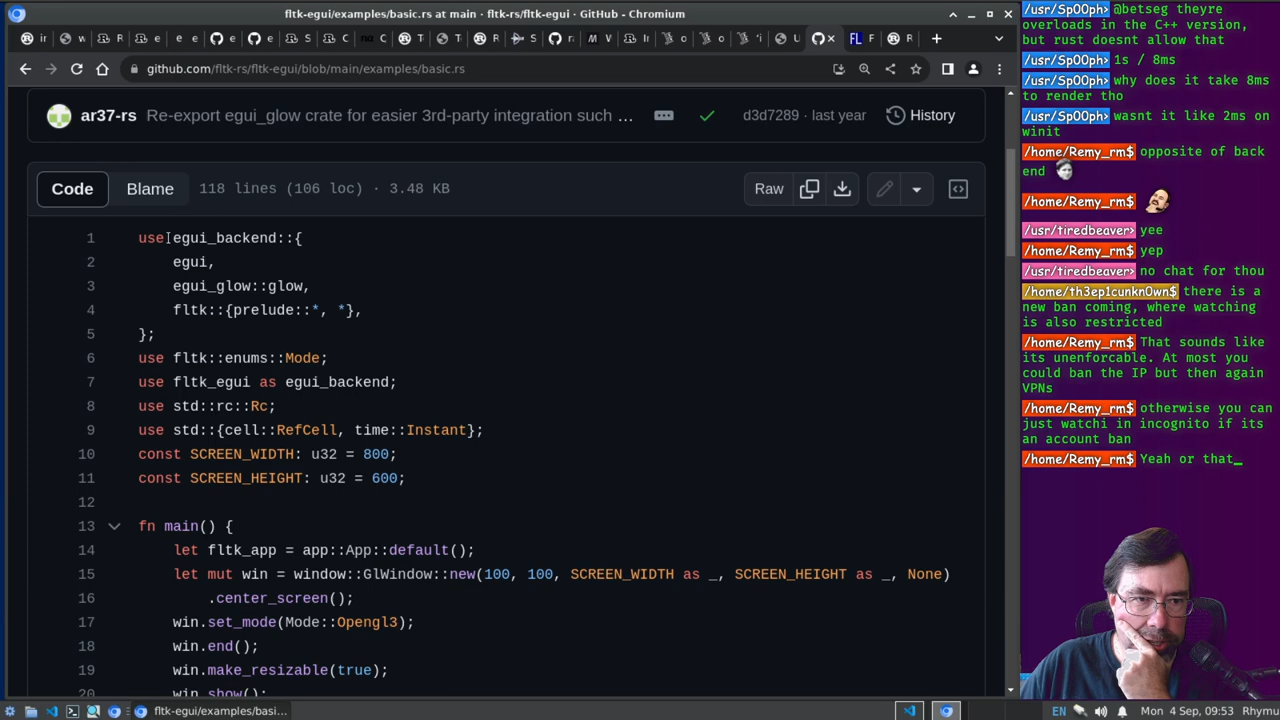 fltk-egui/examples/basic.rs at main · fltk-rs/fltk-egui · GitHub - Chromium
github.com/fltk-rs/fltk-egui/blob/main/examples/basic.rs
ar37-rs Re-export egui_glow crate for extra 3rd-party integration such … d3d7289 · last year History
Code Blame 118 lines (106 loc) · 3.48 KB Raw
1 use egui_backend::{
2 egui,
3 egui_glow::glow,
4 fltk::{prelude::*, *},
5 };
6 use fltk::enums::Mode;
7 use fltk_egui as egui_backend;
8 use std::rc::Rc;
9 use std::{cell::RefCell, time::Instant};
10 const SCREEN_WIDTH: u32 = 800;
11 const SCREEN_HEIGHT: u32 = 600;
12
13 fn main() {
14 let fltk_app = app::App::default();
15 let mut win = window::GlWindow::new(100, 100, SCREEN_WIDTH as _, SCREEN_HEIGHT as _, None)
16 .center_screen();
17 win.set_mode(Mode::Opengl3);
18 win.end();
19 win.make_resizable(true);
20 win.show();
fltk-egui/examples/basi...
EN Mon 4 Sep, 09:53 Rhymu
/usr/Sp00ph> @betseg theyre
overloads in the C++ version,
but rust doesnt allow that
/usr/Sp00ph> 1s / 8ms
/usr/Sp00ph> why does it take 8ms
to render tho
/usr/Sp00ph> wasnt it like 2ms on
winit
/home/Remy_rm$ opposite of back
end
/home/Remy_rm$
/usr/tiredbeaver> yee
/home/Remy_rm$ yep
/usr/tiredbeaver> no chat for thou
/home/th3ep1cunkn0wn$ there is a
new ban coming, where watching
is also restricted
/home/Remy_rm$ That sounds like
its unenforcable. At most you
could ban the IP but then again
VPNs
/home/Remy_rm$ otherwise you can
just watchi in incognito if its
an account ban
/home/Remy_rm$ Yeah or that_